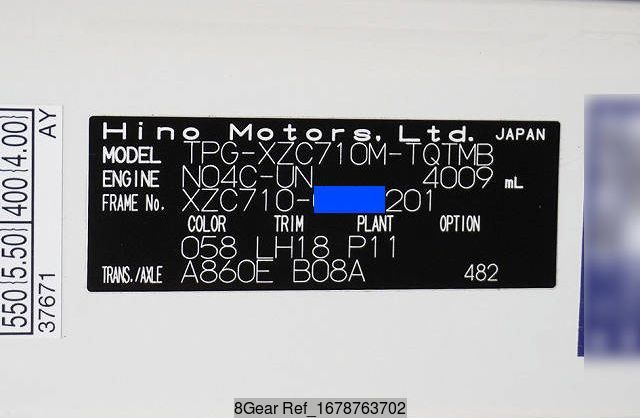 Hino Motors, Ltd. JAPAN
MODEL TPG-XZC710M-TQTMB
ENGINE N04C-UN 4009 mL
FRAME No. XZC710- 201
COLOR TRIM PLANT OPTION
058 LH18 P11
TRANS./AXLE A860E B08A 482
550 5.50 400 4.00
37671 AY
8Gear Ref_1678763702